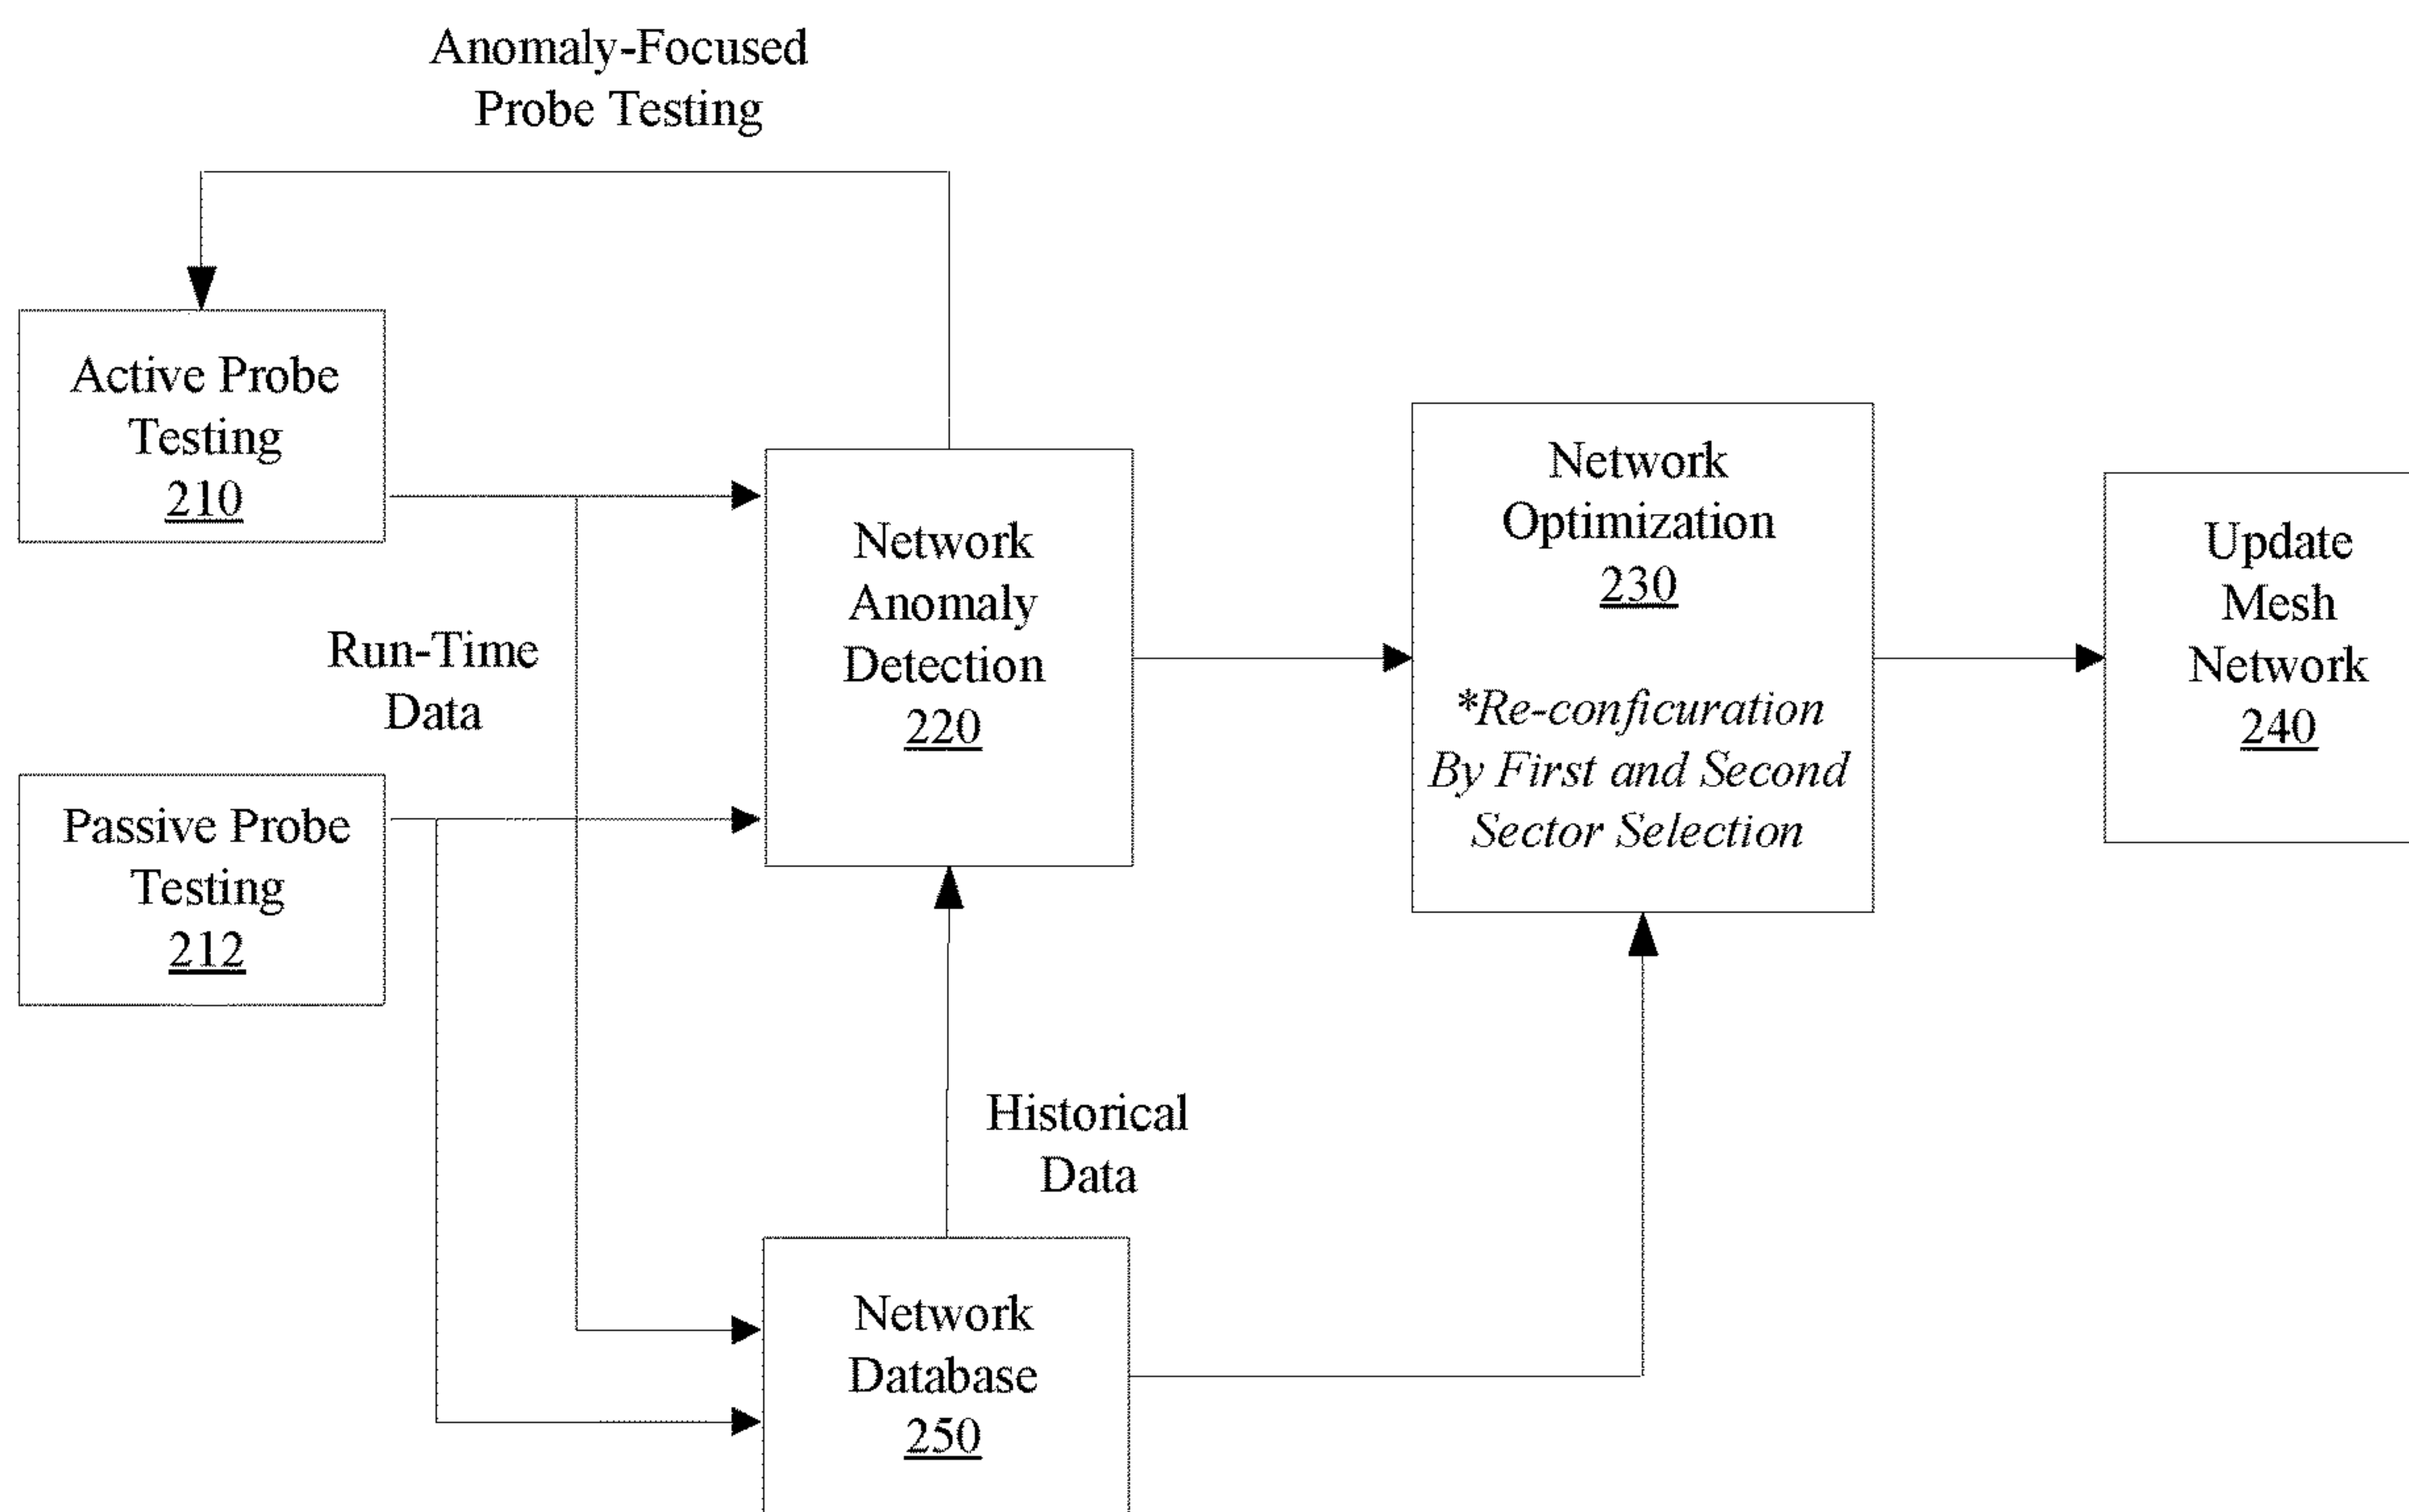 Anomaly-Focused
Probe Testing
Active Probe
Testing
210
Run-Time
Data
Passive Probe
Testing
212
Network
Anomaly
Detection
220
Network
Optimization
230
*Re-conficuration
By First and Second
Sector Selection
Update
Mesh
Network
240
Historical
Data
Network
Database
250